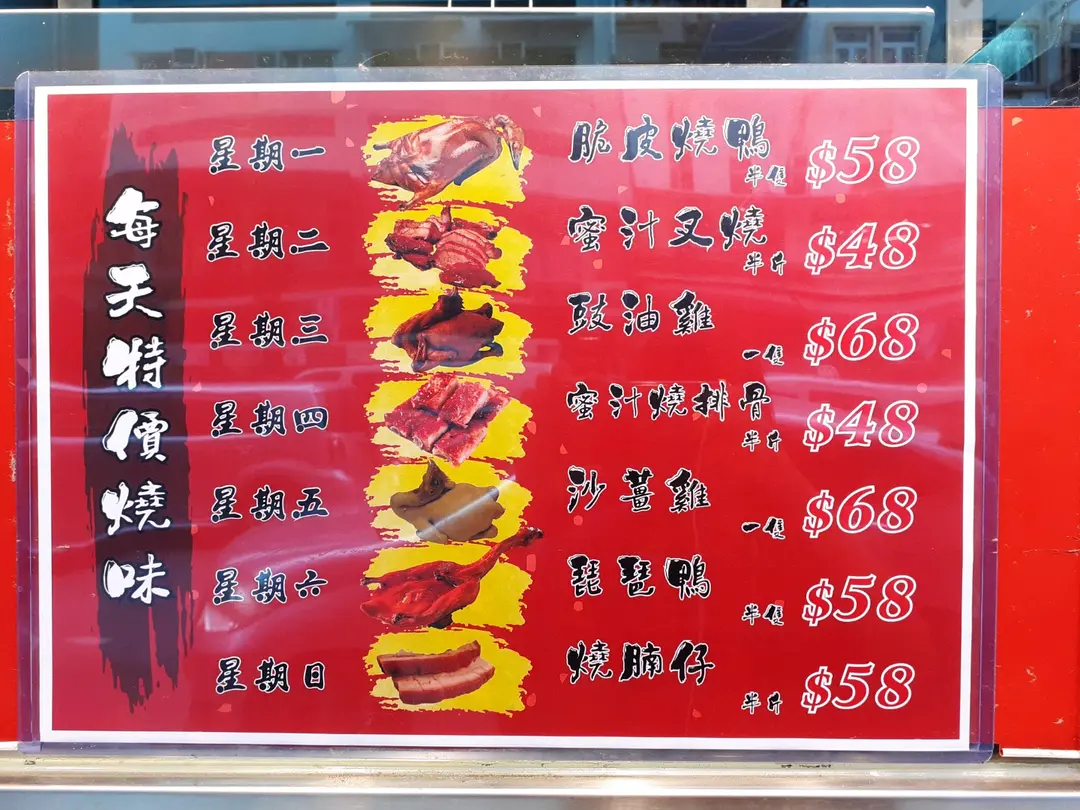 每天特價燒味
星期一 脆皮燒鴨 半隻 $58
星期二 蜜汁叉燒 半斤 $48
星期三 豉油雞 一隻 $68
星期四 蜜汁燒排骨 半斤 $48
星期五 沙薑雞 一隻 $68
星期六 琵琶鴨 半隻 $58
星期日 燒腩仔 半斤 $58